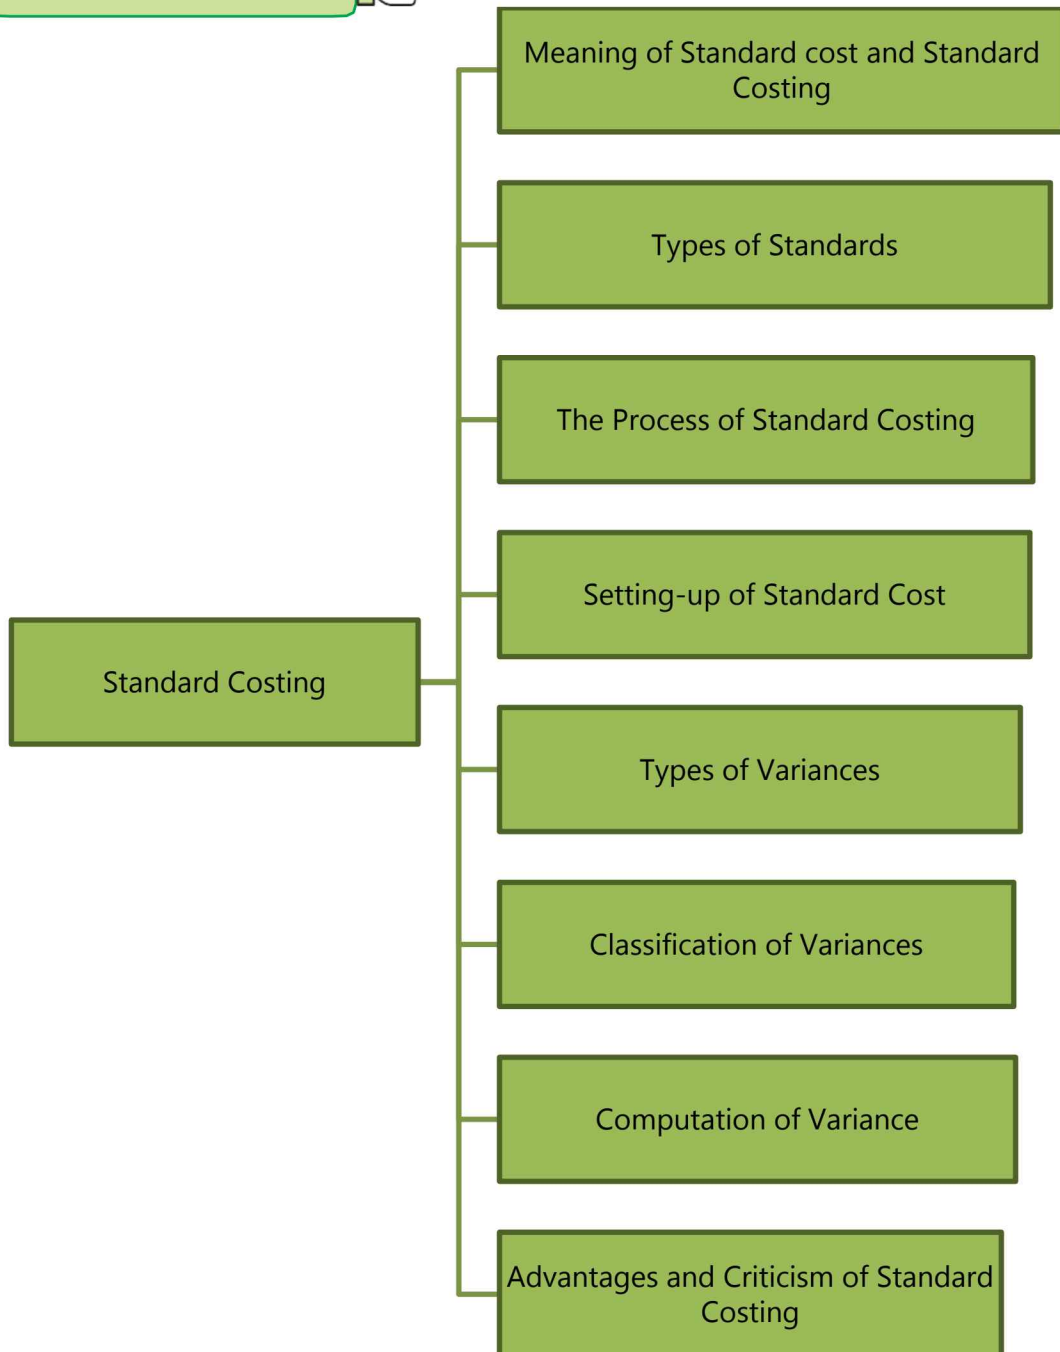 Meaning of Standard cost and Standard
Costing
Types of Standards
The Process of Standard Costing
Setting-up of Standard Cost
Standard Costing
Types of Variances
Classification of Variances
Computation of Variance
Advantages and Criticism of Standard
Costing